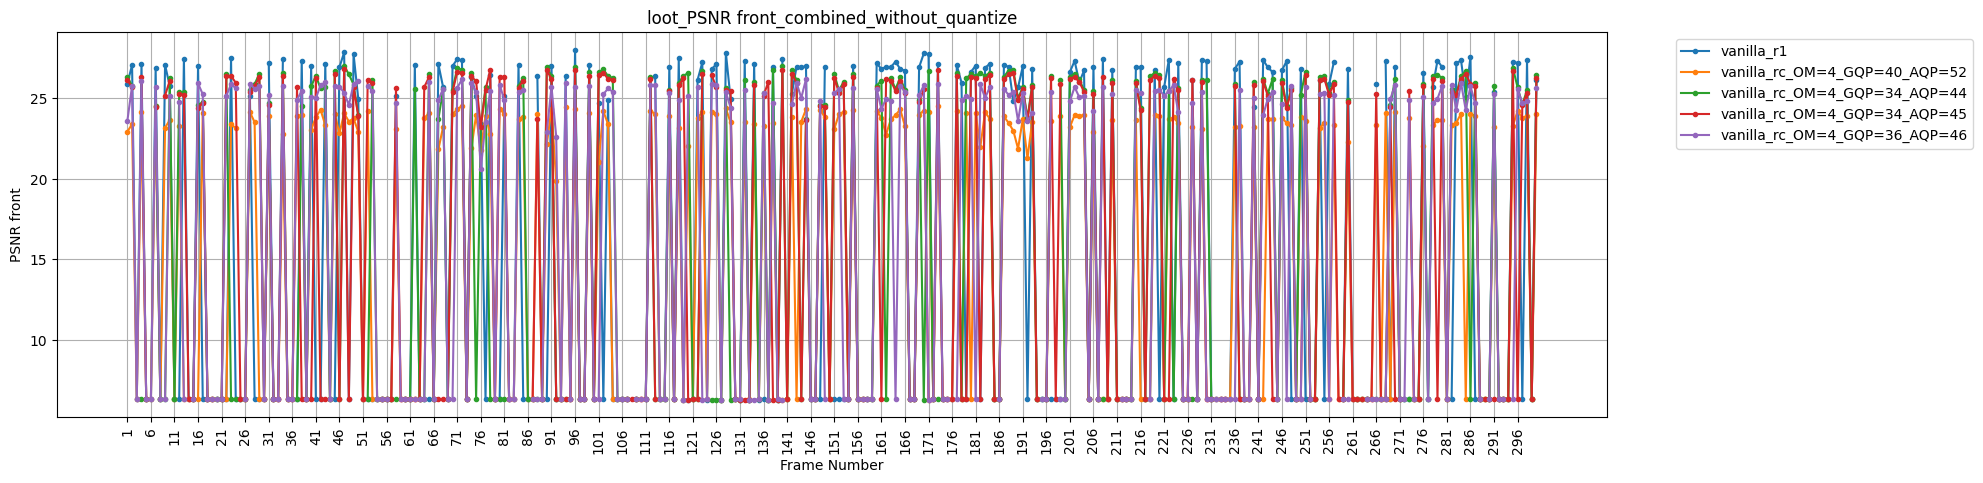 loot_PSNR front_combined_without_quantize
PSNR front
25
20
15
10
1 6 11 16 21 26 31 36 41 46 51 56 61 66 71 76 81 86 91 96 101 106 111 116 121 126 131 136 141 146 151 156 161 166 171 176 181 186 191 196 201 206 211 216 221 226 231 236 241 246 251 256 261 266 271 276 281 286 291 296
Frame Number
vanilla_r1
vanilla_rc_OM=4_GQP=40_AQP=52
vanilla_rc_OM=4_GQP=34_AQP=44
vanilla_rc_OM=4_GQP=34_AQP=45
vanilla_rc_OM=4_GQP=36_AQP=46